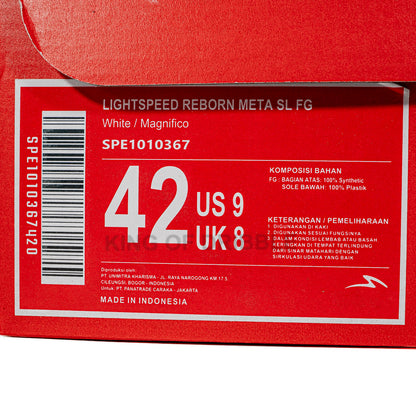 LIGHTSPEED REBORN META SL FG
White / Magnifico
SPE1010367
SPE1010367420
42
US 9
UK 8
KOMPOSISI BAHAN
FG : BAGIAN ATAS: 100% Synthetic
SOLE BAWAH: 100% Plastik
KETERANGAN / PEMELIHARAAN
1 DIGUNAKAN DI KAKI
2 DIGUNAKAN SESUAI FUNGSINYA
3 DALAM KONDISI LEMBAB ATAU BASAH
KERINGKAN DI TEMPAT TERLINDUNG
DARI SINAR MATAHARI DENGAN
SIRKULASI UDARA YANG BAIK
Diproduksi oleh:
PT. UNIMITRA KHARISMA - JL. RAYA NAROGONG KM 17 5
CILEUNGSI, BOGOR - INDONESIA
Untuk: PT. PANATRADE CARAKA - JAKARTA
MADE IN INDONESIA